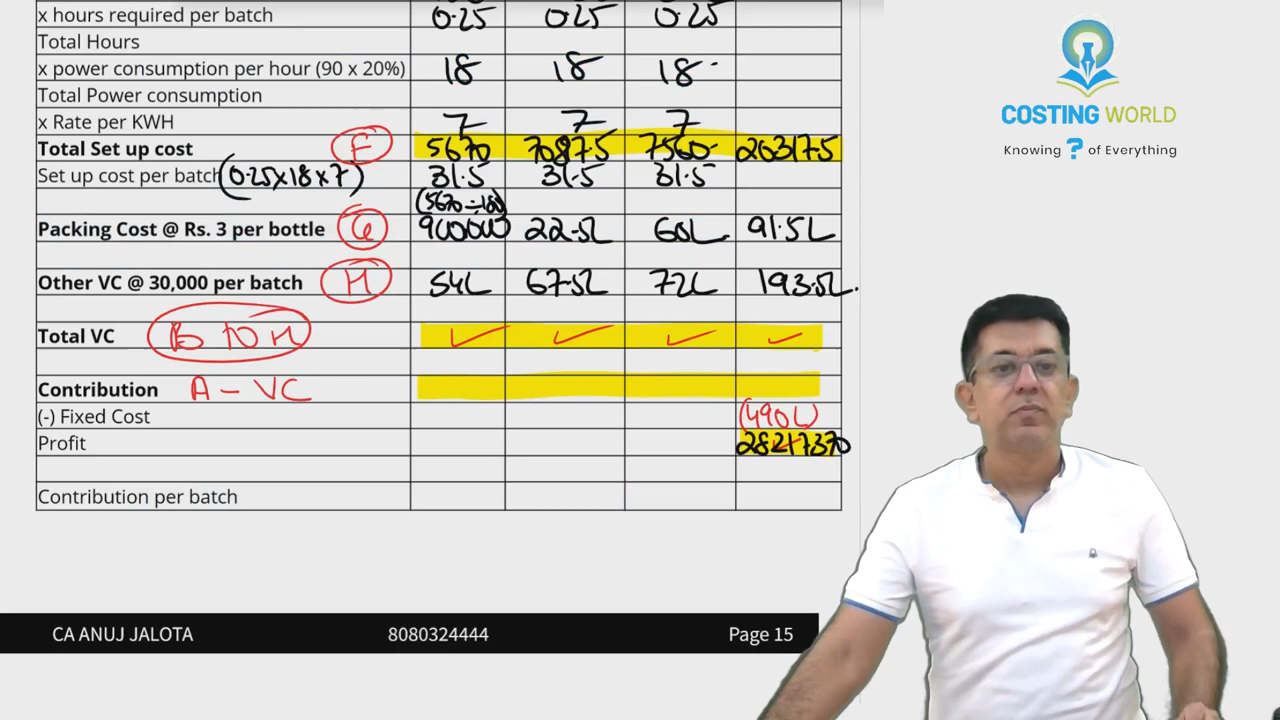 x hours required per batch 0.25 0.25 0.25
Total Hours
x power consumption per hour (90 x 20%) 18 18 18
Total Power consumption
x Rate per KWH 7 7 7
Total Set up cost F 5670 7087.5 7560 20317.5
Set up cost per batch (0.25x18x7) 31.5 31.5 31.5
(5670÷180)
Packing Cost @ Rs. 3 per bottle G 900000 22.5L 60L 91.5L
Other VC @ 30,000 per batch H 54L 67.5L 72L 193.5L
Total VC B TO H ✓ ✓ ✓ ✓
Contribution A - VC
(-) Fixed Cost (490L)
Profit 28217370
Contribution per batch
CA ANUJ JALOTA 8080324444 Page 15
COSTING WORLD
Knowing ? of Everything